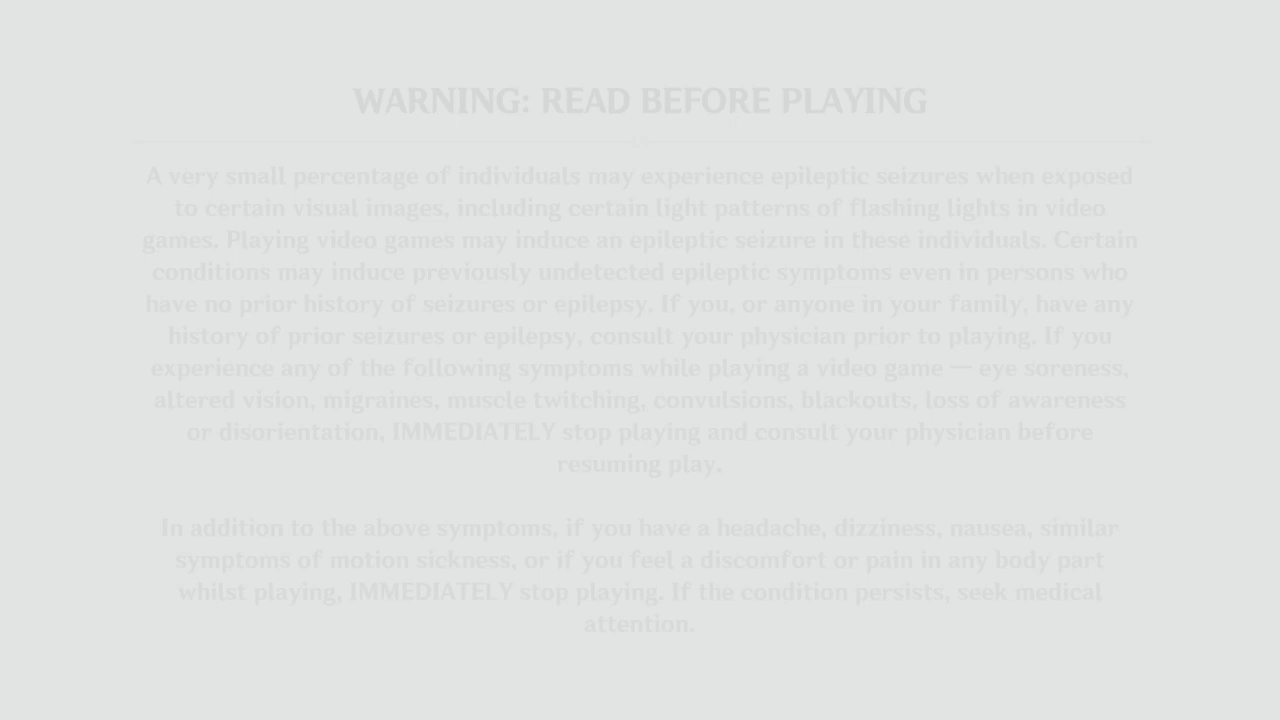 WARNING: READ BEFORE PLAYING
A very small percentage of individuals may experience epileptic seizures when exposed
to certain visual images, including certain light patterns of flashing lights in video
games. Playing video games may induce an epileptic seizure in these individuals. Certain
conditions may induce previously undetected epileptic symptoms even in persons who
have no prior history of seizures or epilepsy. If you, or anyone in your family, have any
history of prior seizures or epilepsy, consult your physician prior to playing. If you
experience any of the following symptoms while playing a video game — eye soreness,
altered vision, migraines, muscle twitching, convulsions, blackouts, loss of awareness
or disorientation, IMMEDIATELY stop playing and consult your physician before
resuming play.
In addition to the above symptoms, if you have a headache, dizziness, nausea, similar
symptoms of motion sickness, or if you feel a discomfort or pain in any body part
whilst playing, IMMEDIATELY stop playing. If the condition persists, seek medical
attention.